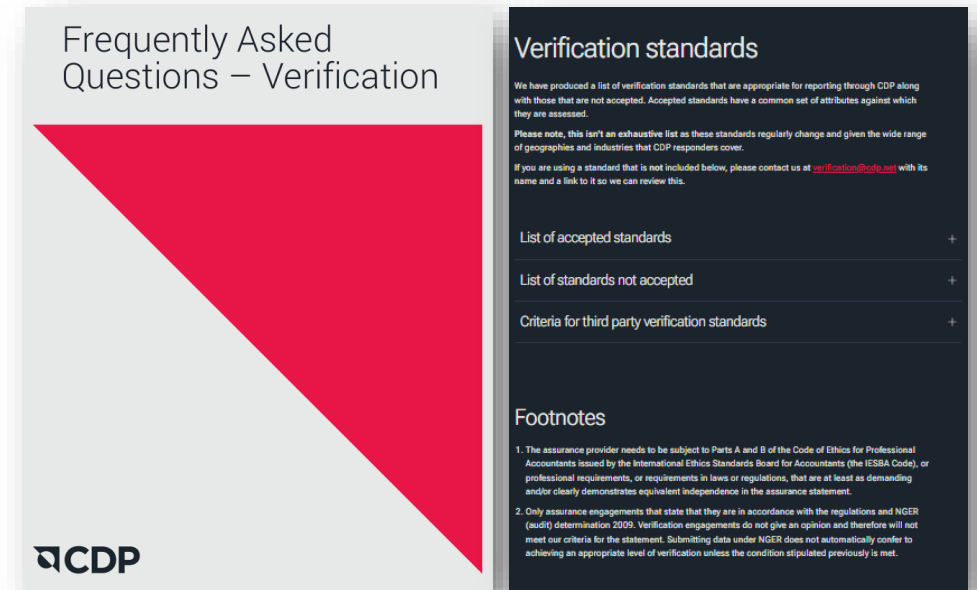 Frequently Asked
Questions – Verification
CDP
Verification standards
We have produced a list of verification standards that are appropriate for reporting through CDP along
with those that are not accepted. Accepted standards have a common set of attributes against which
they are assessed.
Please note, this isn't an exhaustive list as these standards regularly change and given the wide range
of geographies and industries that CDP responders cover.
If you are using a standard that is not included below, please contact us at verification@cdp.net with its
name and a link to it so we can review this.
List of accepted standards +
List of standards not accepted +
Criteria for third party verification standards +
Footnotes
1. The assurance provider needs to be subject to Parts A and B of the Code of Ethics for Professional
Accountants issued by the International Ethics Standards Board for Accountants (the IESBA Code), or
professional requirements, or requirements in laws or regulations, that are at least as demanding
and/or clearly demonstrates equivalent independence in the assurance statement.
2. Only assurance engagements that state that they are in accordance with the regulations and NGER
(audit) determination 2009. Verification engagements do not give an opinion and therefore will not
meet our criteria for the statement. Submitting data under NGER does not automatically confer to
achieving an appropriate level of verification unless the condition stipulated previously is met.